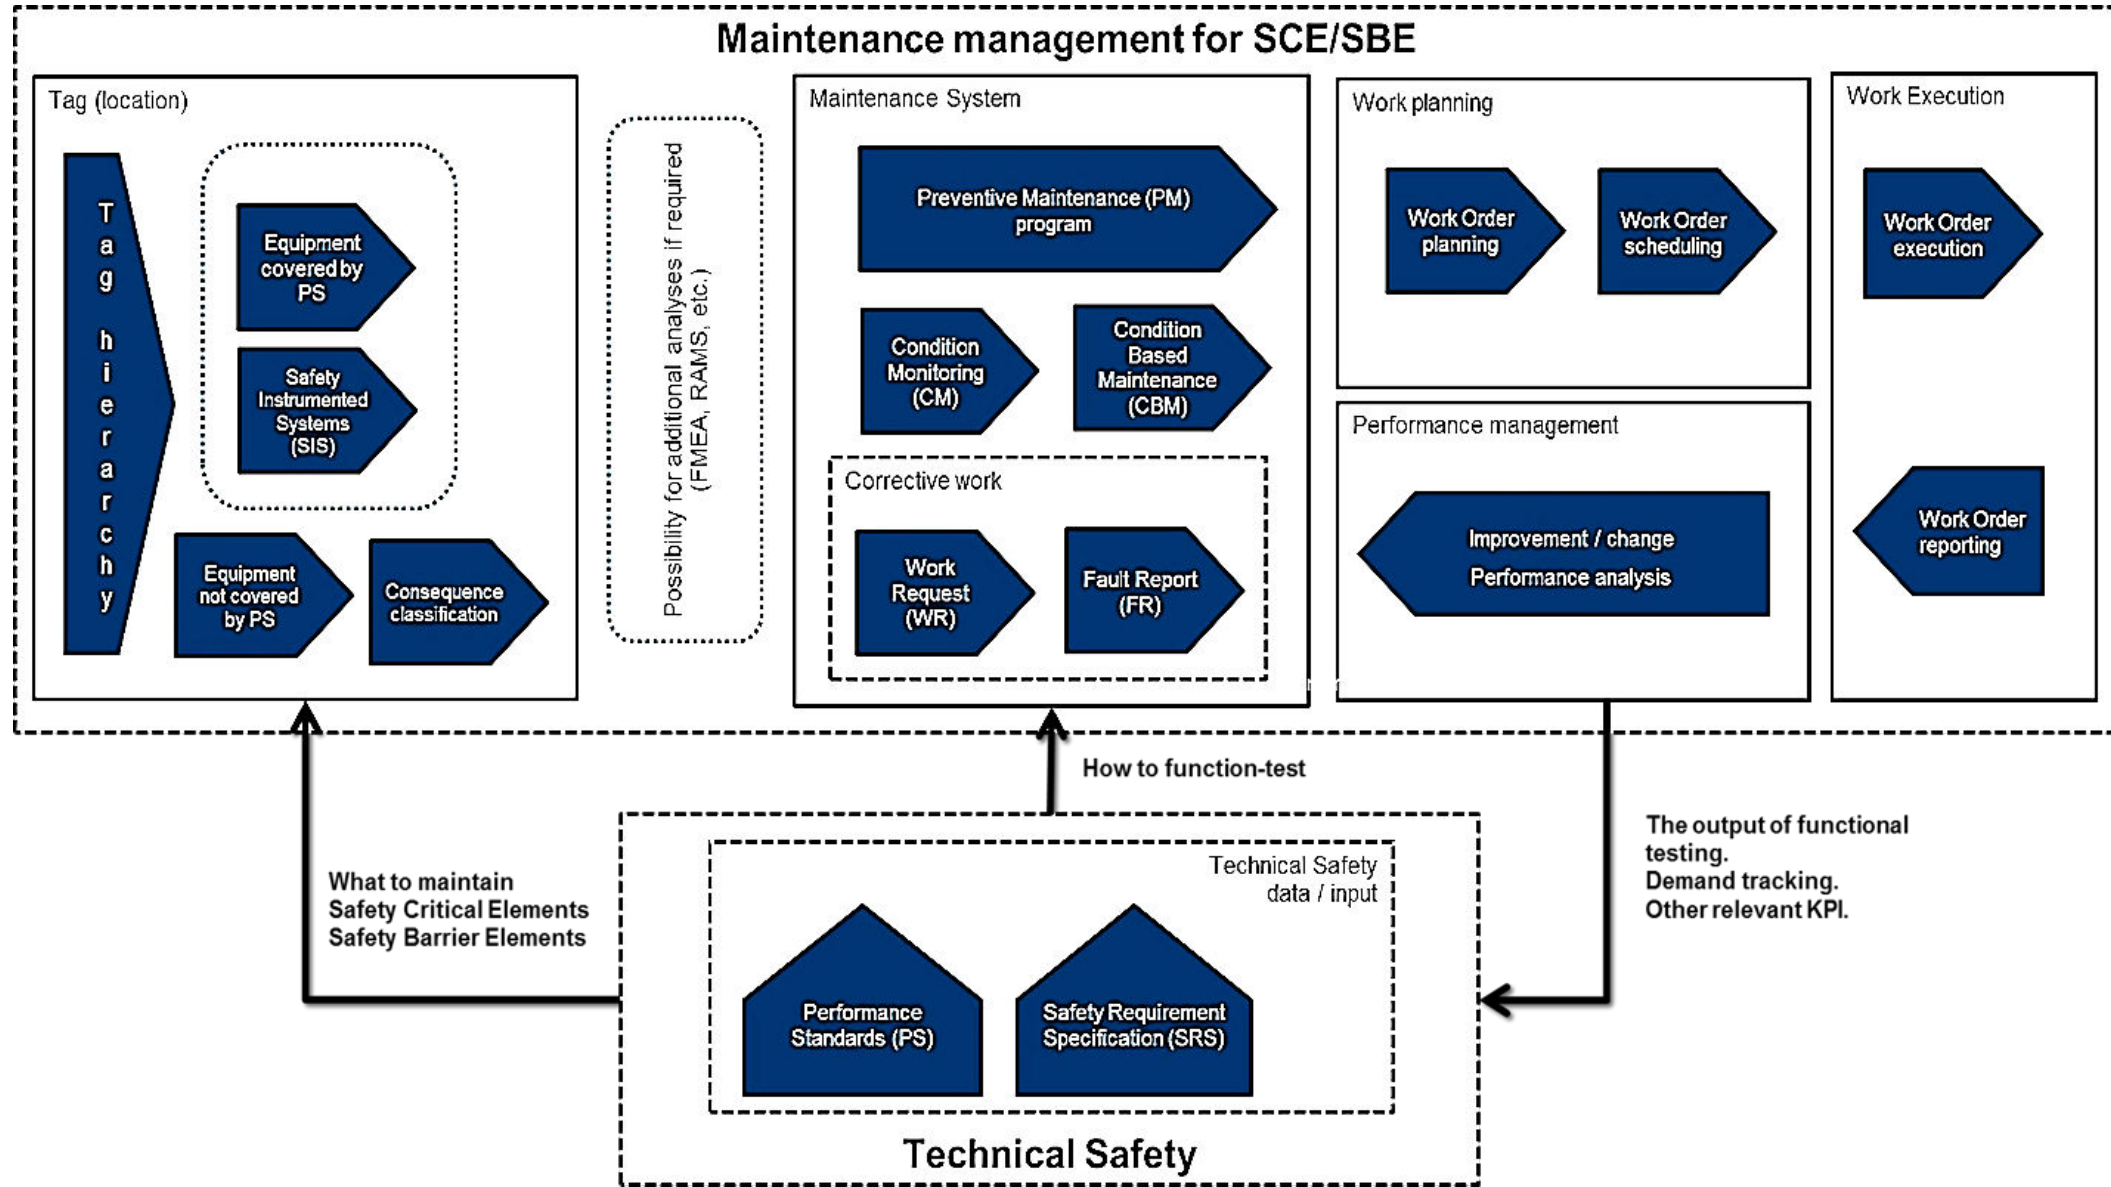 Maintenance management for SCE/SBE
Tag (location)
Tag hierarchy
Equipment
covered by
PS
Safety
Instrumented
Systems
(SIS)
Equipment
not covered
by PS
Consequence
classification
Possibility for additional analyses if required
(FMEA, RAMS, etc.)
Maintenance System
Preventive Maintenance (PM)
program
Condition
Monitoring
(CM)
Condition
Based
Maintenance
(CBM)
Corrective work
Work
Request
(WR)
Fault Report
(FR)
Work planning
Work Order
planning
Work Order
scheduling
Performance management
Improvement / change
Performance analysis
Work Execution
Work Order
execution
Work Order
reporting
How to function-test
What to maintain
Safety Critical Elements
Safety Barrier Elements
The output of functional
testing.
Demand tracking.
Other relevant KPI.
Technical Safety
data / input
Performance
Standards (PS)
Safety Requirement
Specification (SRS)
Technical Safety